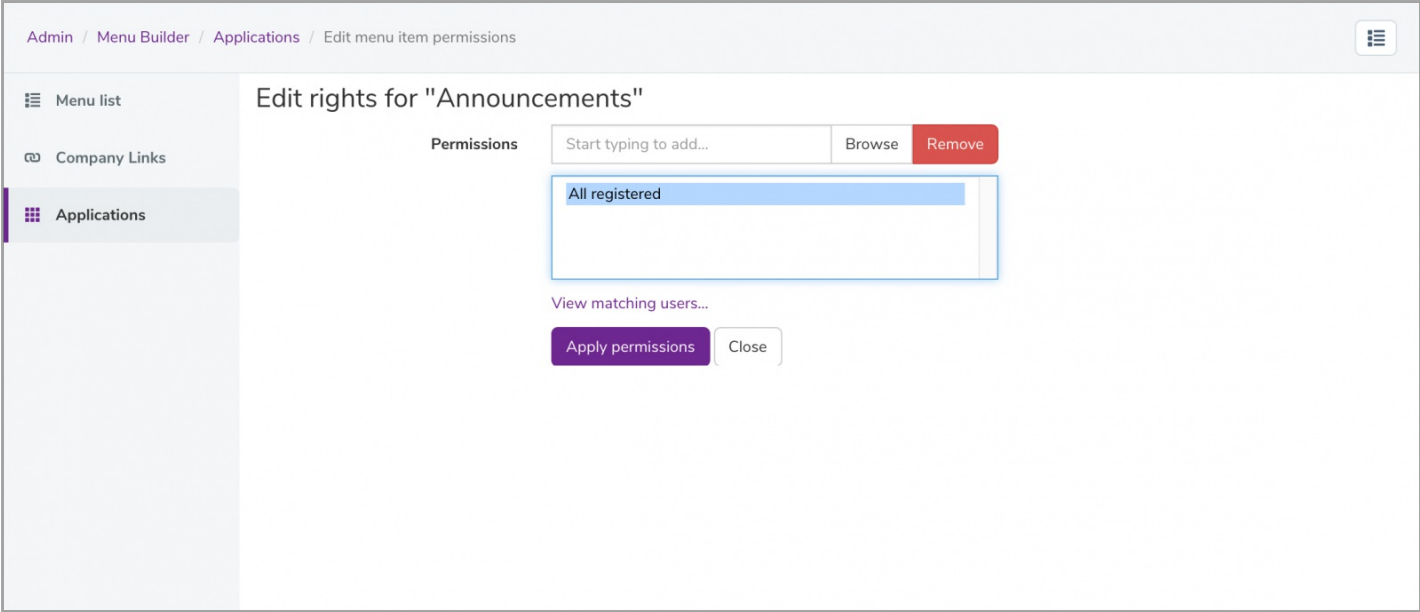 Admin / Menu Builder / Applications / Edit menu item permissions
Menu list
Company Links
Applications
Edit rights for "Announcements"
Permissions
Start typing to add... Browse Remove
All registered
View matching users...
Apply permissions Close